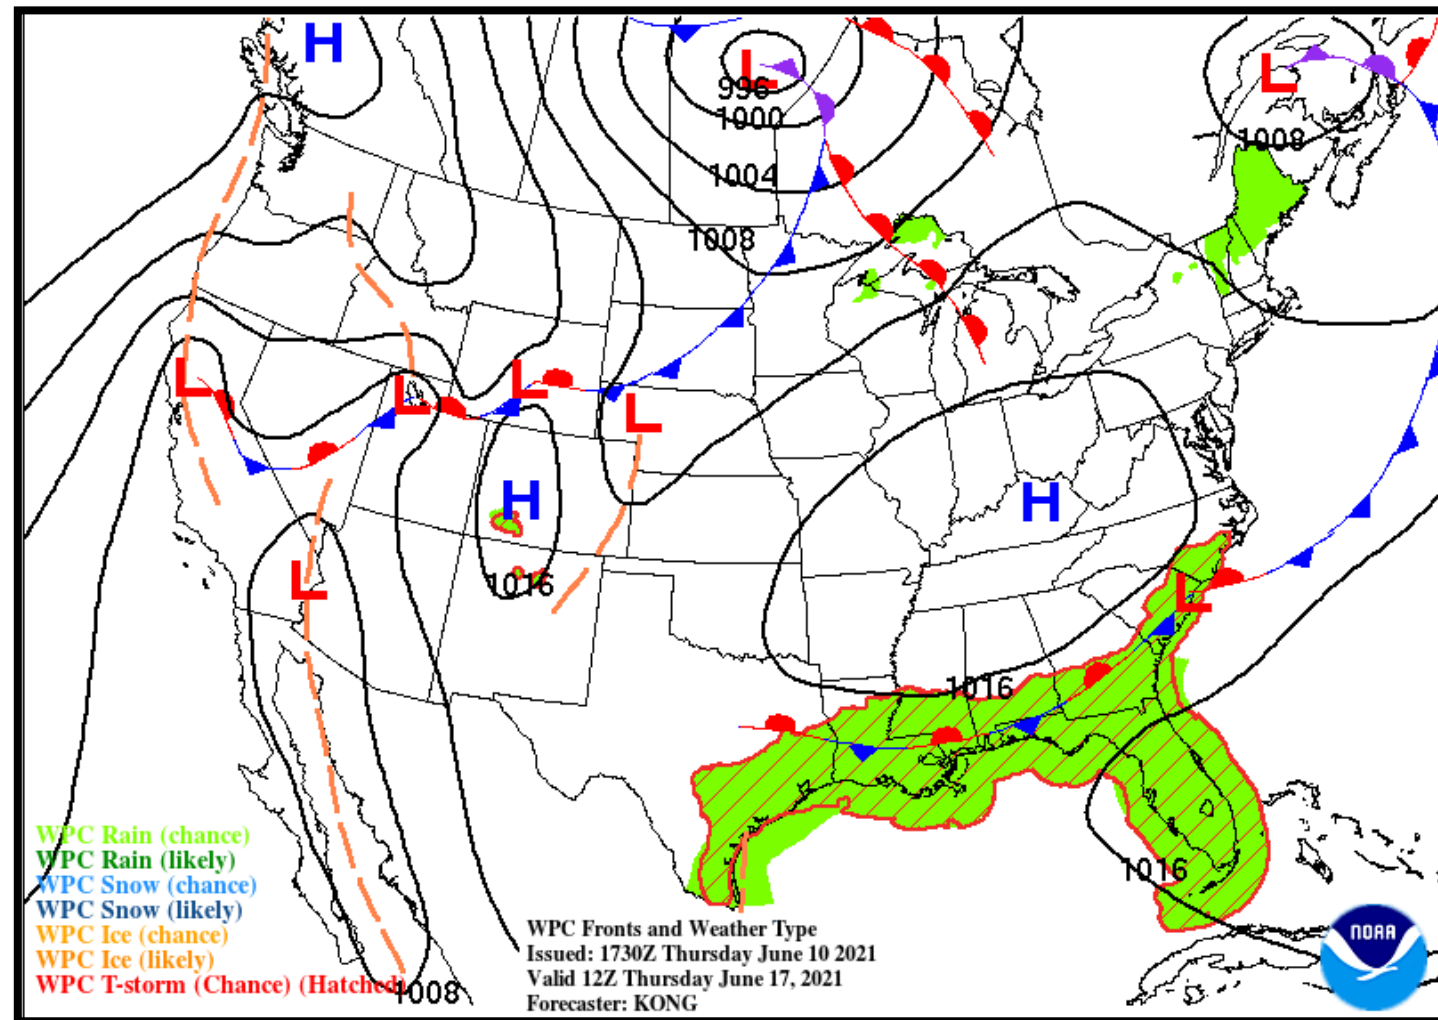 H
L
996
1000
1004
1008
L
1008
L
L
L
L
H
H
L
1016
L
1016
1016
WPC Rain (chance)
WPC Rain (likely)
WPC Snow (chance)
WPC Snow (likely)
WPC Ice (chance)
WPC Ice (likely)
WPC T-storm (Chance) (Hatched)
1008
WPC Fronts and Weather Type
Issued: 1730Z Thursday June 10 2021
Valid 12Z Thursday June 17, 2021
Forecaster: KONG
NOAA